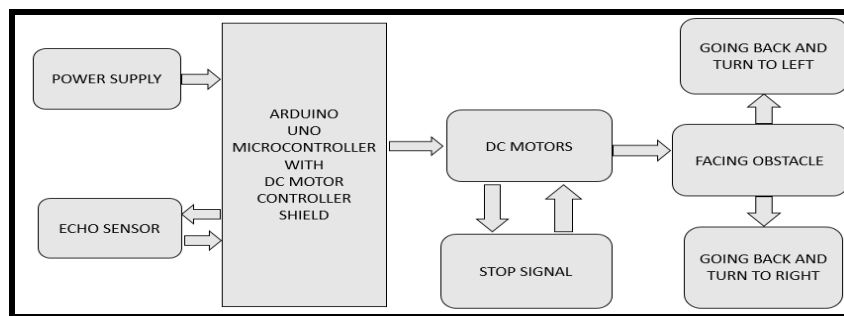 POWER SUPPLY
ECHO SENSOR
ARDUINO
UNO
MICROCONTROLLER
WITH
DC MOTOR
CONTROLLER
SHIELD
DC MOTORS
STOP SIGNAL
GOING BACK AND
TURN TO LEFT
FACING OBSTACLE
GOING BACK AND
TURN TO RIGHT